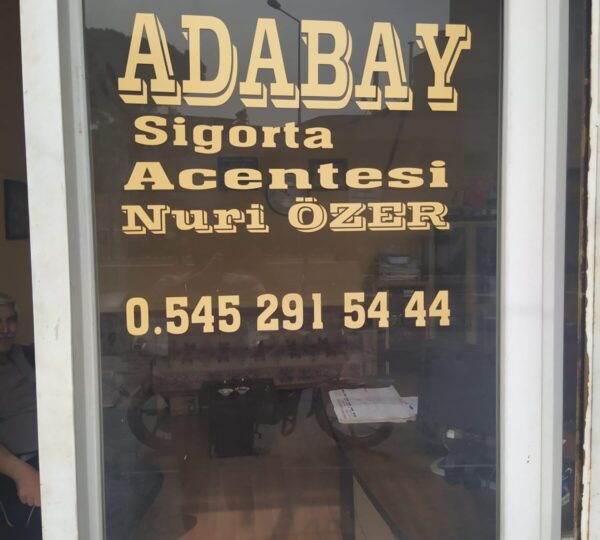 ADABAY
Sigorta
Acentesi
Nuri ÖZER
0.545 291 54 44